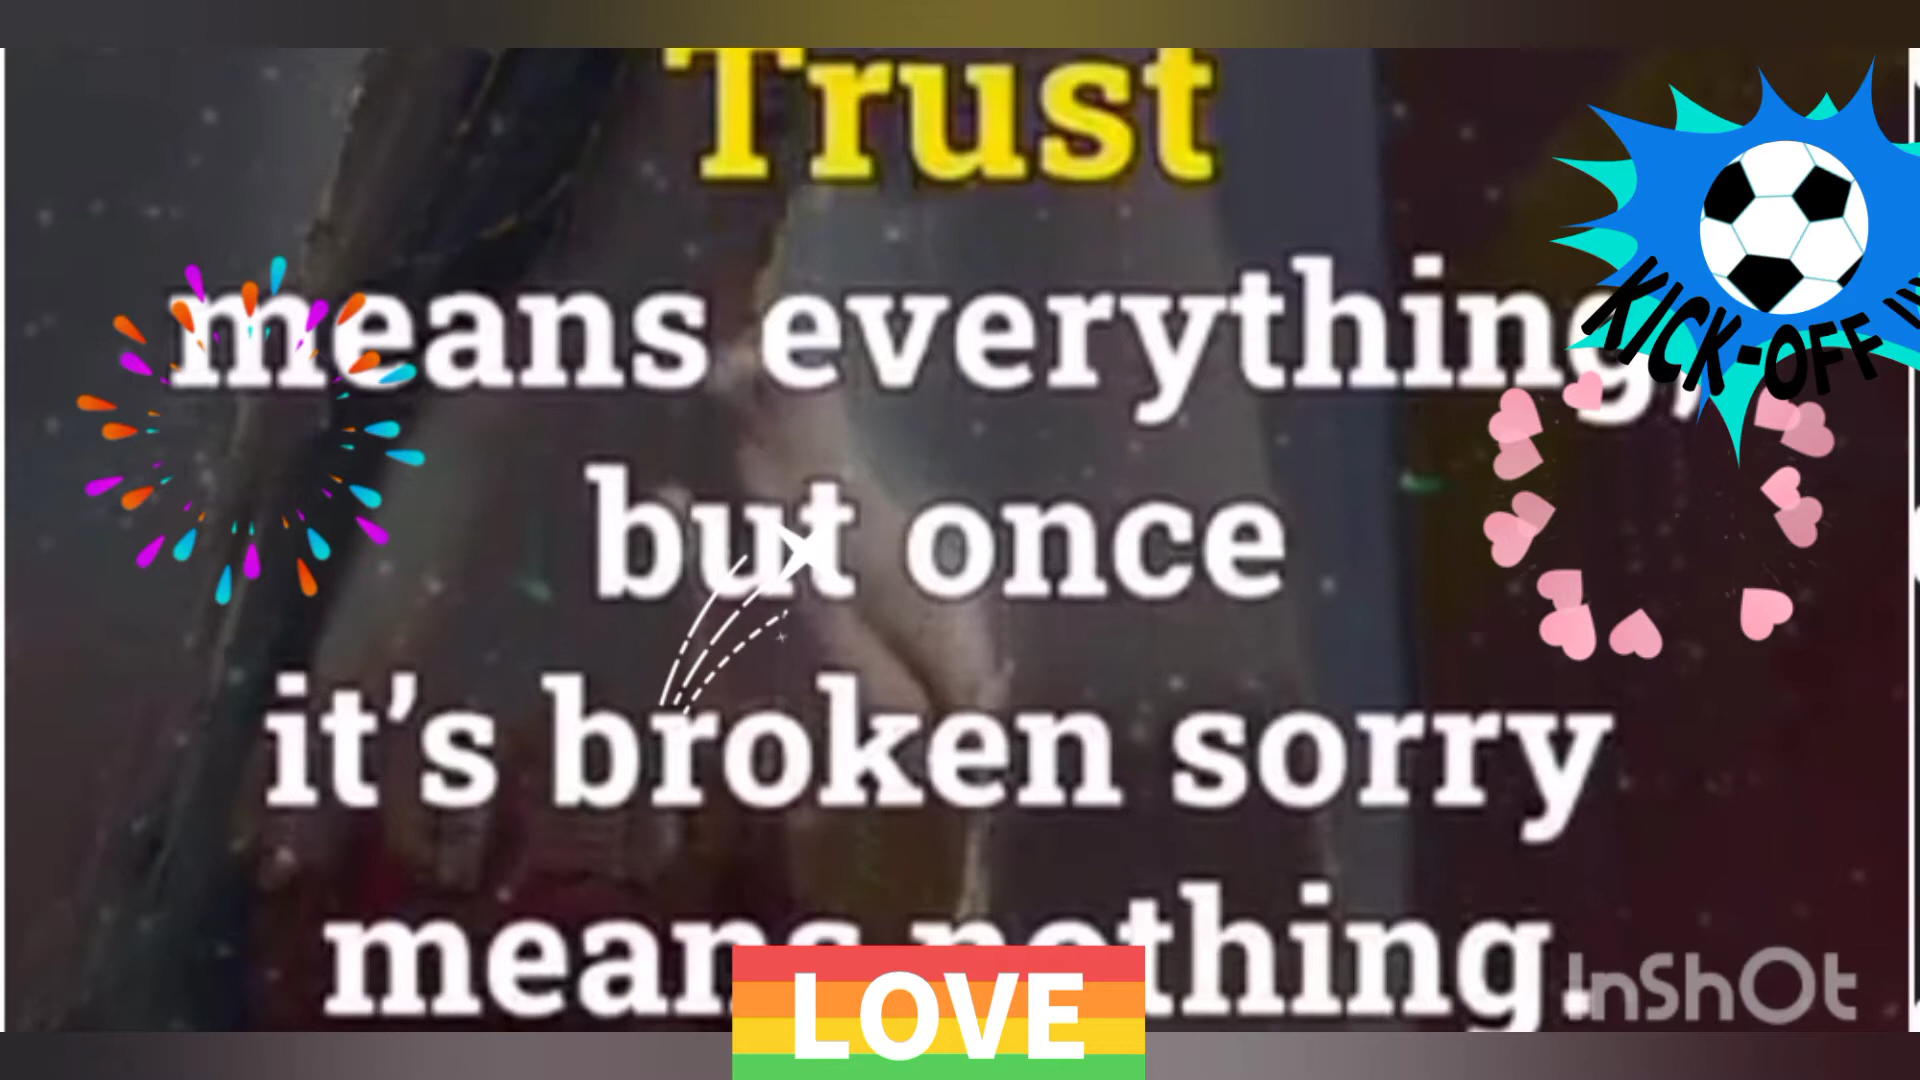 Trust
means everything,
but once
it's broken sorry
means nothing.
KICK-OFF
LOVE
InShOt